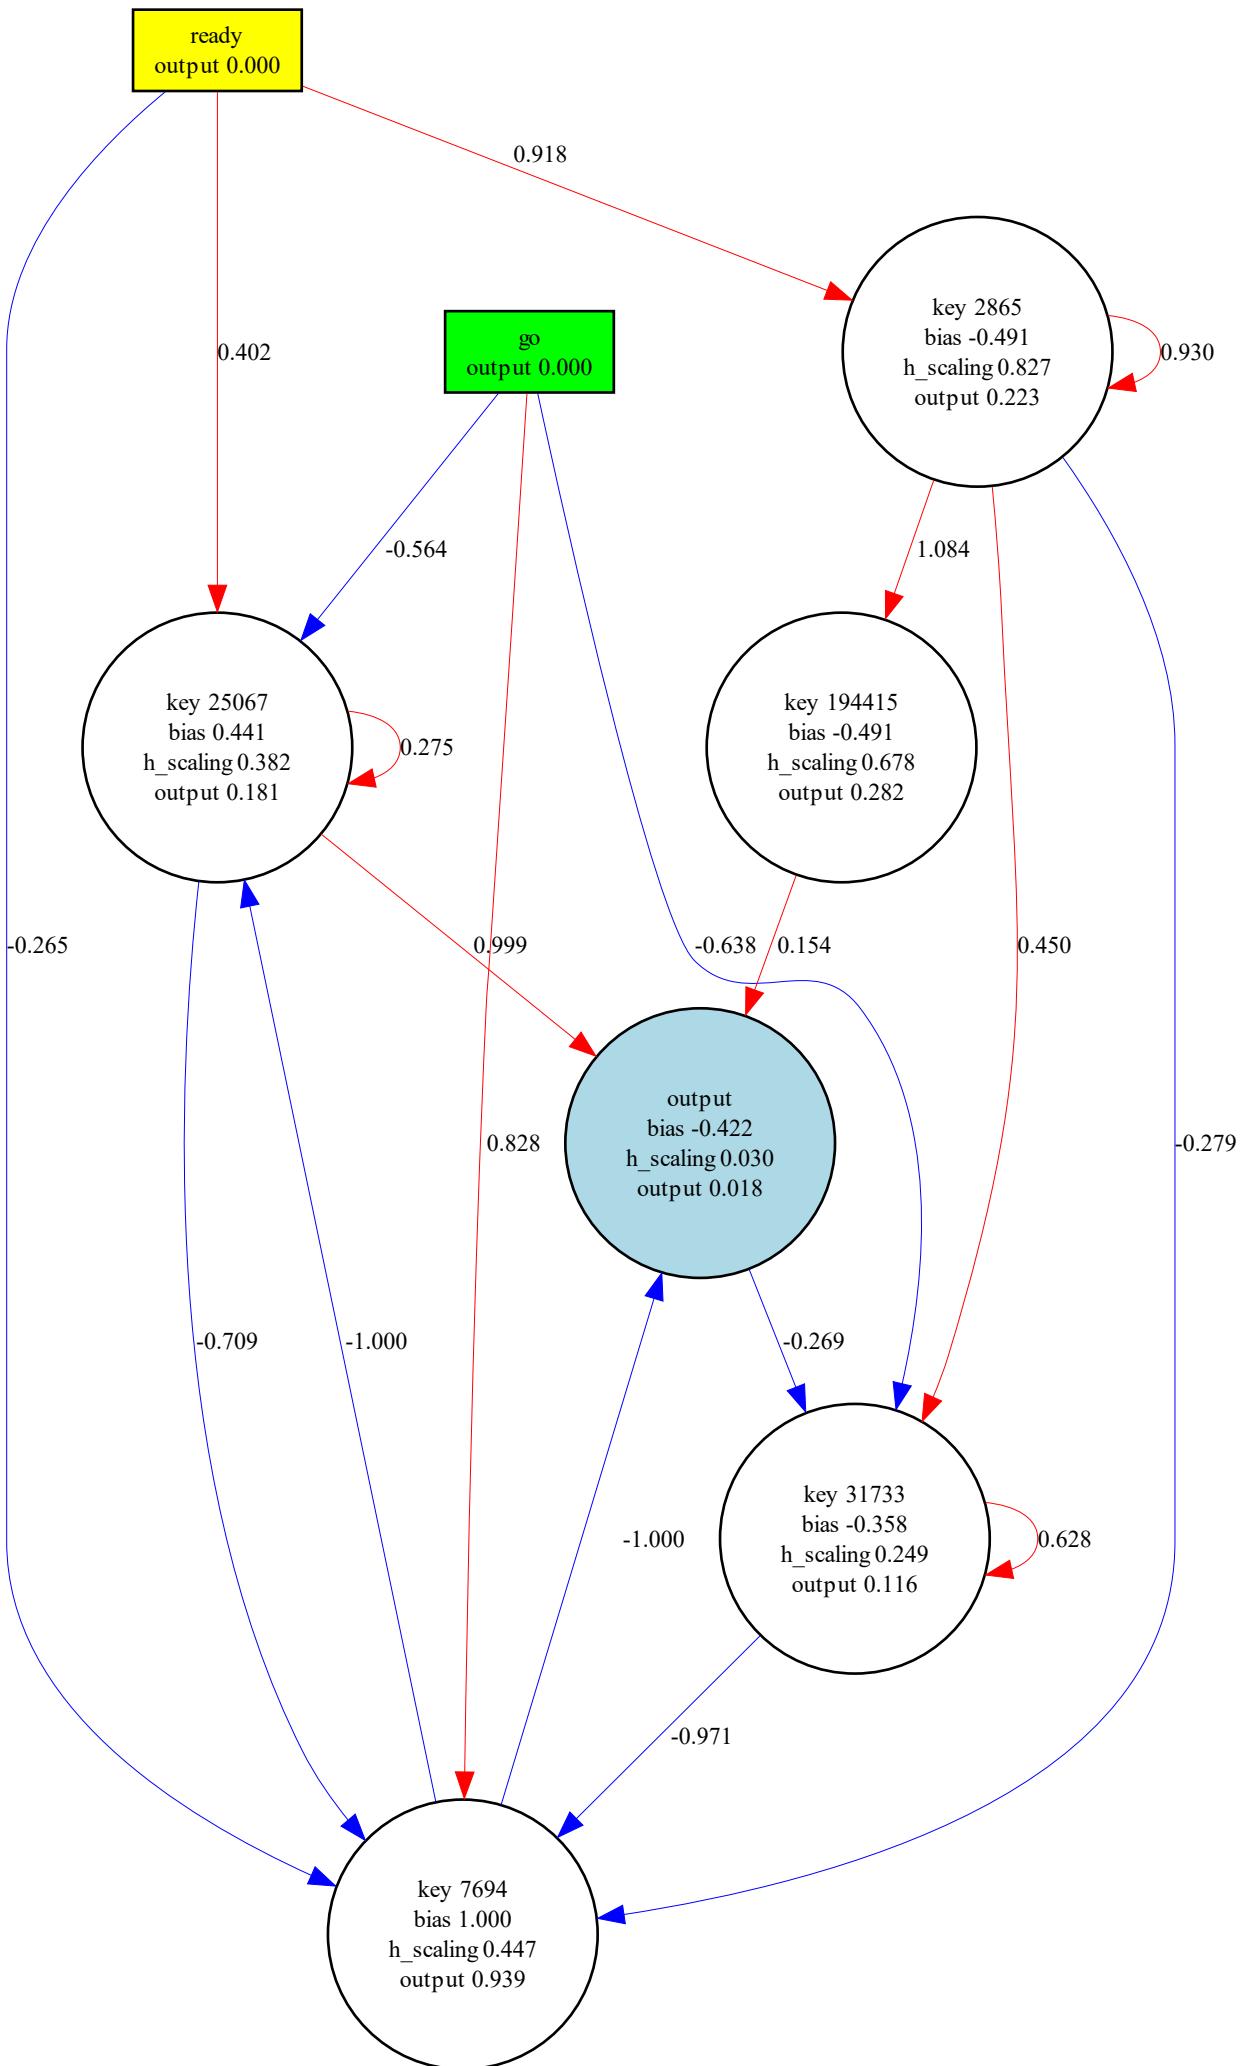 ready
output 0.000
0.918
key 2865
bias -0.491
h_scaling 0.827
output 0.223
0.930
go
output 0.000
0.402
-0.564
1.084
key 25067
bias 0.441
h_scaling 0.382
output 0.181
0.275
key 194415
bias -0.491
h_scaling 0.678
output 0.282
-0.265
0.999
-0.638
0.154
0.450
output
bias -0.422
h_scaling 0.030
output 0.018
0.828
-0.279
-0.709
-1.000
-0.269
key 31733
bias -0.358
h_scaling 0.249
output 0.116
-1.000
0.628
-0.971
key 7694
bias 1.000
h_scaling 0.447
output 0.939